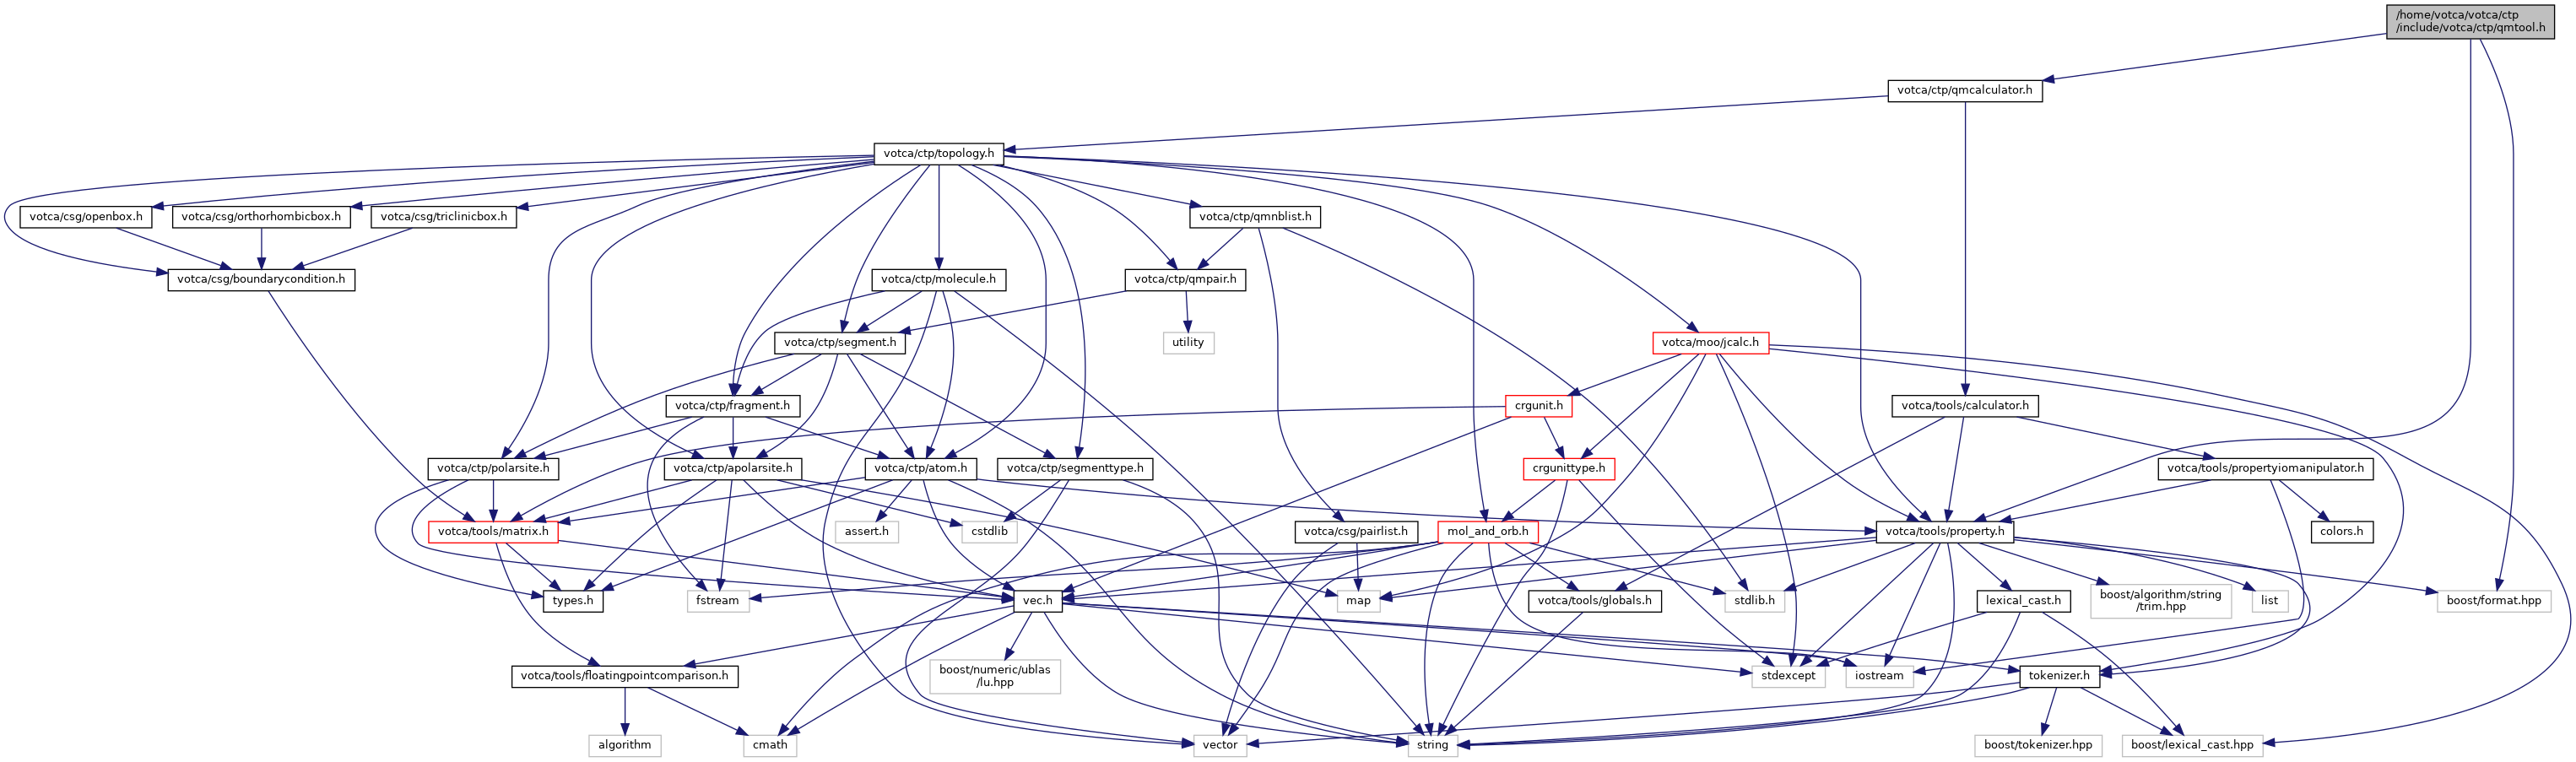 /home/votca/votca/ctp
/include/votca/ctp/qmtool.h
votca/ctp/qmcalculator.h
votca/ctp/topology.h
votca/csg/openbox.h
votca/csg/orthorhombicbox.h
votca/csg/triclinicbox.h
votca/ctp/qmnblist.h
votca/csg/boundarycondition.h
votca/ctp/molecule.h
votca/ctp/qmpair.h
votca/ctp/segment.h
utility
votca/moo/jcalc.h
votca/ctp/fragment.h
crgunit.h
votca/tools/calculator.h
votca/ctp/polarsite.h
votca/ctp/apolarsite.h
votca/ctp/atom.h
votca/ctp/segmenttype.h
crgunittype.h
votca/tools/propertyiomanipulator.h
votca/tools/matrix.h
assert.h
cstdlib
votca/csg/pairlist.h
mol_and_orb.h
votca/tools/property.h
colors.h
types.h
fstream
vec.h
map
votca/tools/globals.h
stdlib.h
lexical_cast.h
boost/algorithm/string
/trim.hpp
list
boost/format.hpp
votca/tools/floatingpointcomparison.h
boost/numeric/ublas
/lu.hpp
stdexcept
iostream
tokenizer.h
algorithm
cmath
vector
string
boost/tokenizer.hpp
boost/lexical_cast.hpp